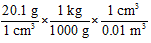 20.1 g / 1 cm³ × 1 kg / 1000 g × 1 cm³ / 0.01 m³